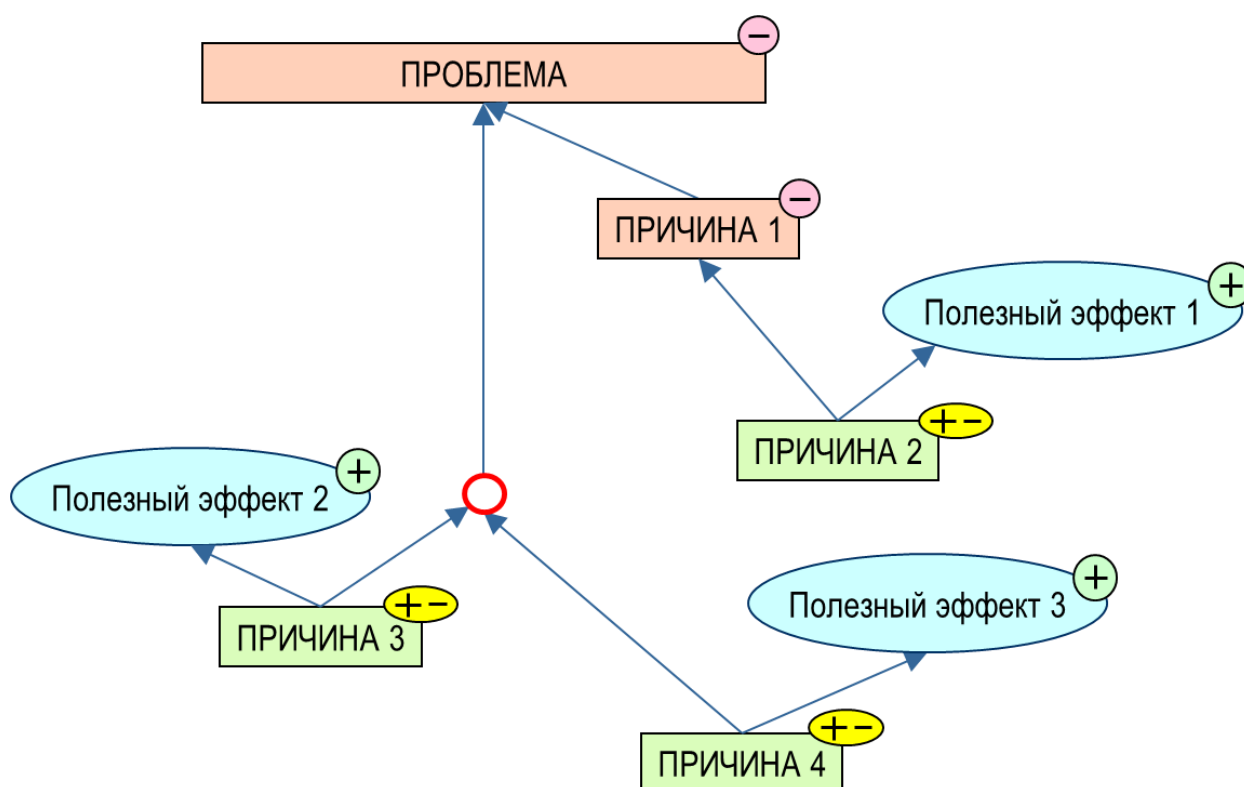 −
ПРОБЛЕМА
−
ПРИЧИНА 1
+
Полезный эффект 1
+ −
ПРИЧИНА 2
+
Полезный эффект 2
+
Полезный эффект 3
+ −
ПРИЧИНА 3
+ −
ПРИЧИНА 4